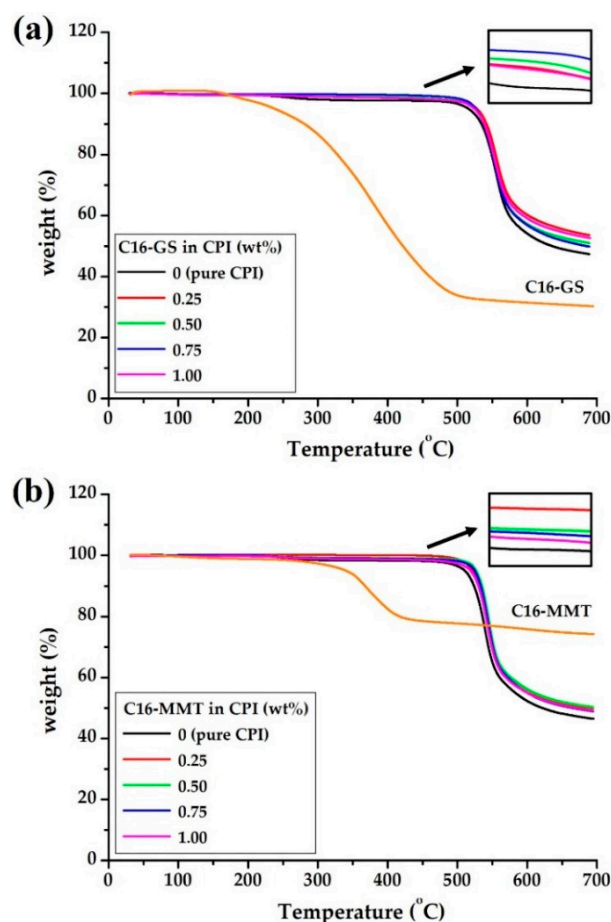 (a)
120
100
80
60
40
20
0
weight (%)
C16-GS in CPI (wt%)
0 (pure CPI)
0.25
0.50
0.75
1.00
C16-GS
0 100 200 300 400 500 600 700
Temperature (°C)
(b)
120
100
80
60
40
20
0
weight (%)
C16-MMT
C16-MMT in CPI (wt%)
0 (pure CPI)
0.25
0.50
0.75
1.00
0 100 200 300 400 500 600 700
Temperature (°C)